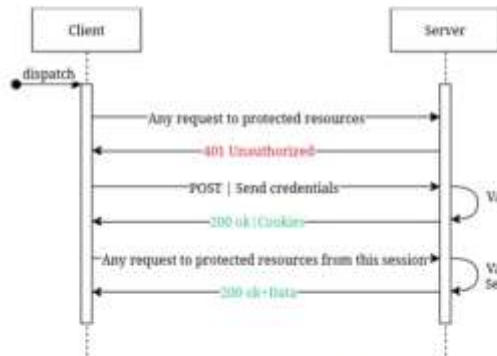 Client
Server
dispatch
Any request to protected resources
401 Unauthorized
POST | Send credentials
200 ok|Cookies
Any request to protected resources from this session
200 ok+Data